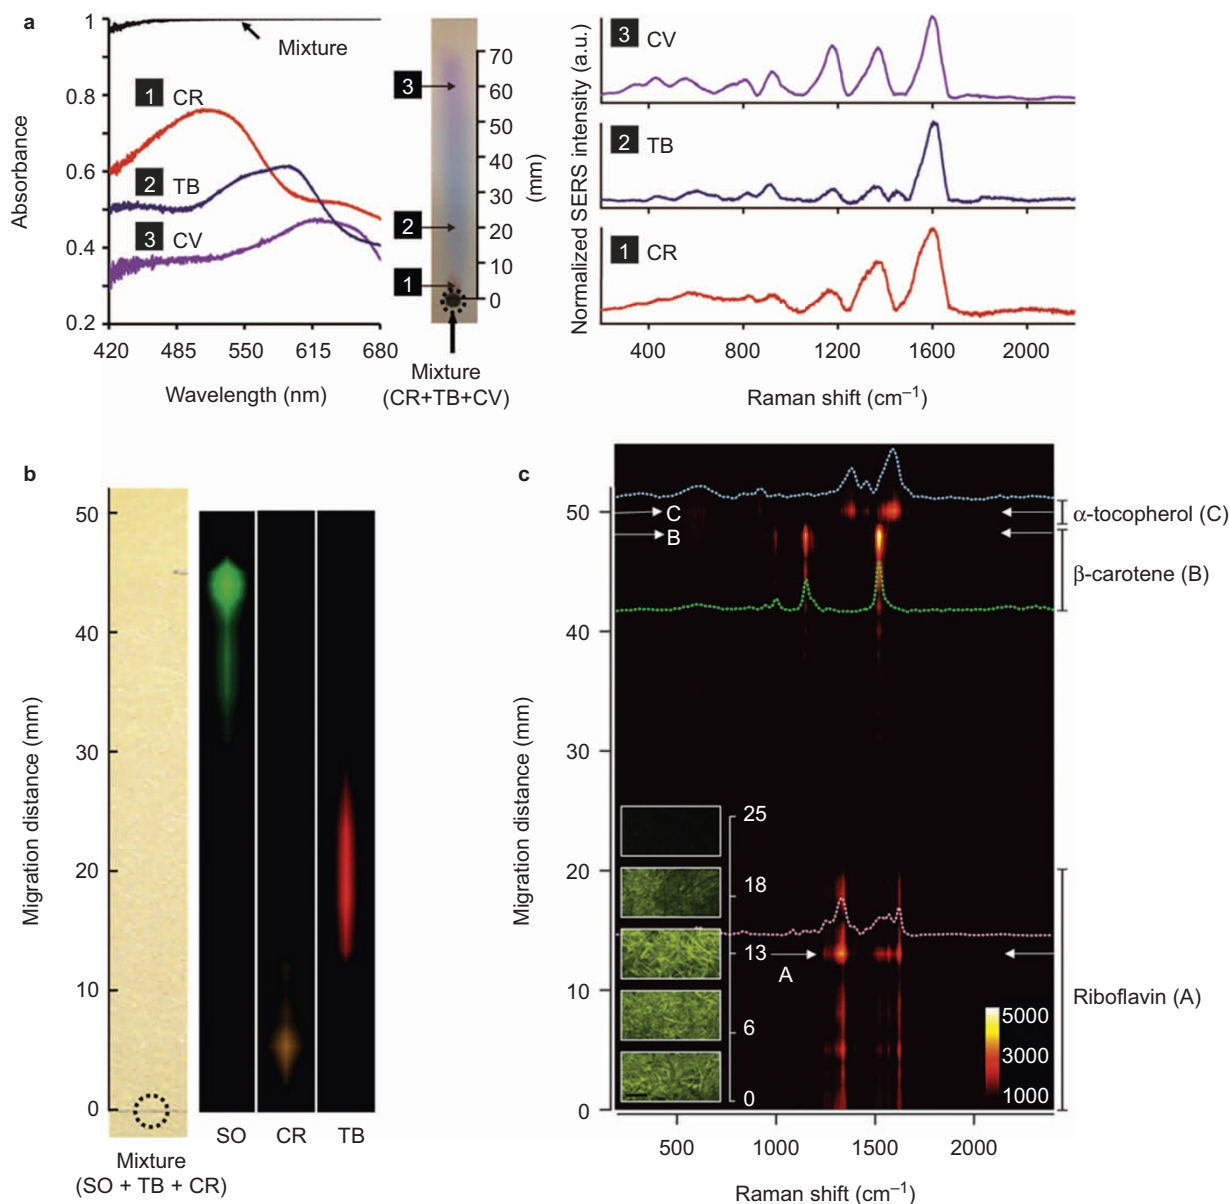 a
1
0.8
0.6
0.4
0.2
Absorbance
Mixture
1 CR
2 TB
3 CV
420 485 550 615 680
Wavelength (nm)
3
2
1
70
60
50
40
30
20
10
0
(mm)
Mixture
(CR+TB+CV)
Normalized SERS intensity (a.u.)
3 CV
2 TB
1 CR
400 800 1200 1600 2000
Raman shift (cm–1)
b
Migration distance (mm)
50
40
30
20
10
0
SO CR TB
Mixture
(SO + TB + CR)
c
Migration distance (mm)
50
40
30
20
10
0
C
B
α-tocopherol (C)
β-carotene (B)
25
18
13
6
0
A
Riboflavin (A)
5000
3000
1000
500 1000 1500 2000
Raman shift (cm–1)